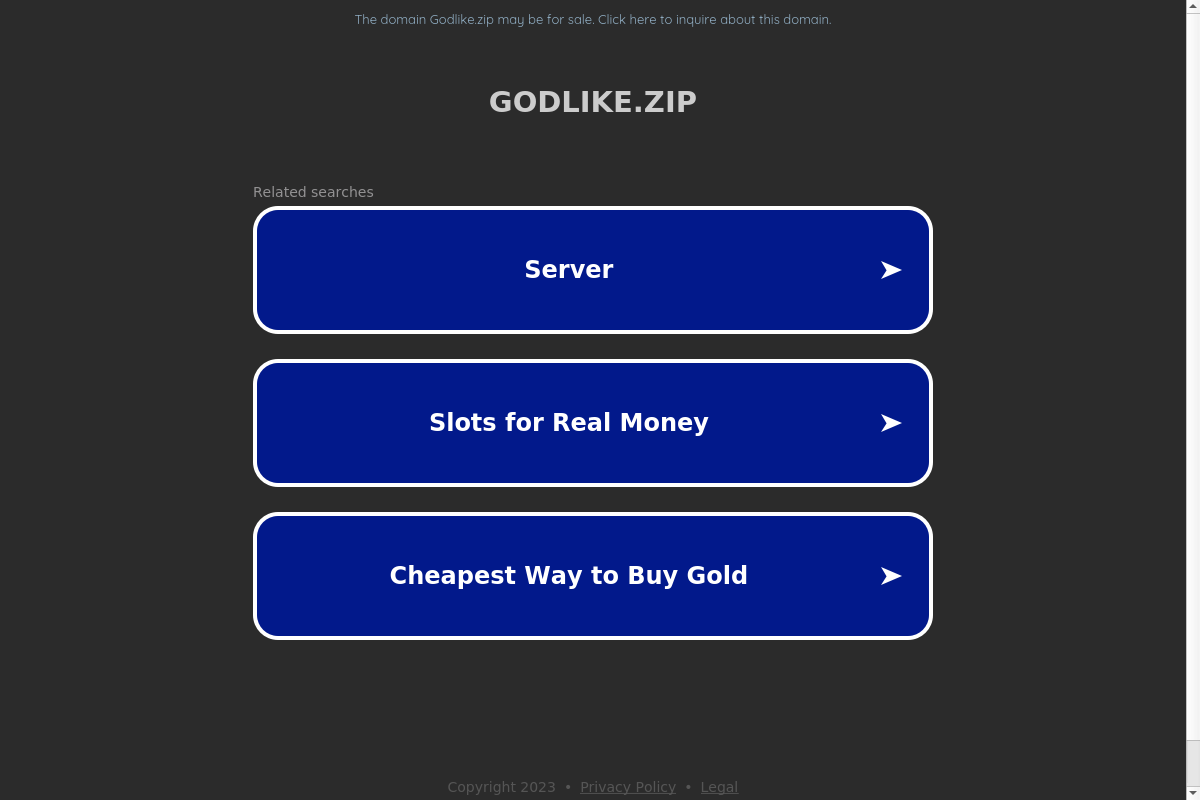 The domain Godlike.zip may be for sale. Click here to inquire about this domain.
GODLIKE.ZIP
Related searches
Server
Slots for Real Money
Cheapest Way to Buy Gold
Copyright 2023 • Privacy Policy • Legal